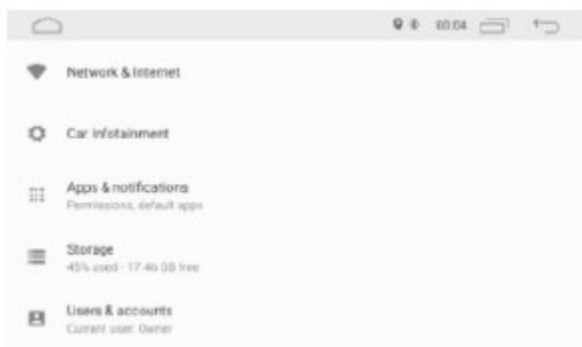 00:04
Network & Internet
Car Infotainment
Apps & notifications
Permissions, default apps
Storage
45% used - 17.46 GB free
Users & accounts
Current user: Owner